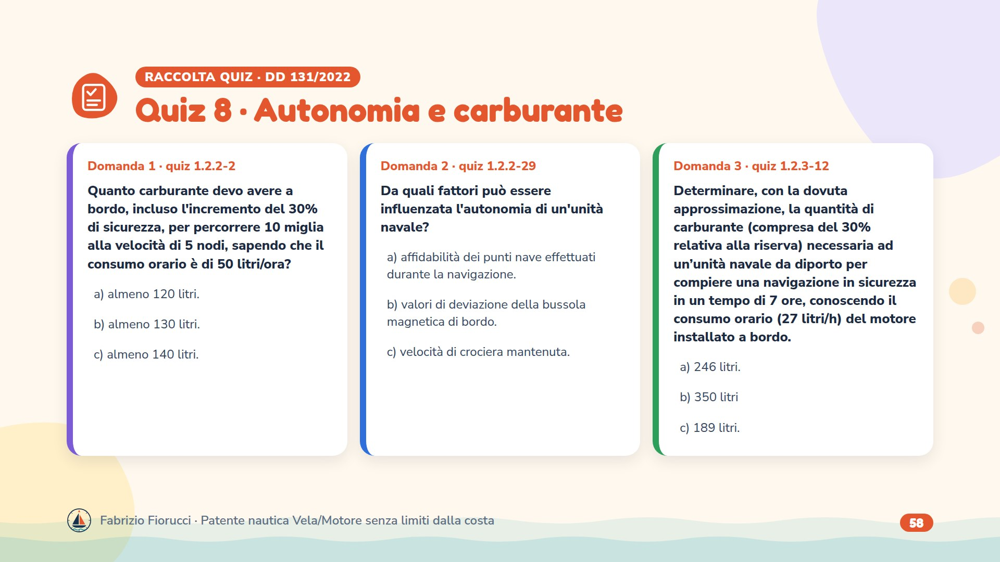 RACCOLTA QUIZ · DD 131/2022
Quiz 8 · Autonomia e carburante
Domanda 1 · quiz 1.2.2-2
Quanto carburante devo avere a
bordo, incluso l'incremento del 30%
di sicurezza, per percorrere 10 miglia
alla velocità di 5 nodi, sapendo che il
consumo orario è di 50 litri/ora?
a) almeno 120 litri.
b) almeno 130 litri.
c) almeno 140 litri.
Domanda 2 · quiz 1.2.2-29
Da quali fattori può essere
influenzata l'autonomia di un'unità
navale?
a) affidabilità dei punti nave effettuati
durante la navigazione.
b) valori di deviazione della bussola
magnetica di bordo.
c) velocità di crociera mantenuta.
Domanda 3 · quiz 1.2.3-12
Determinare, con la dovuta
approssimazione, la quantità di
carburante (compresa del 30%
relativa alla riserva) necessaria ad
un’unità navale da diporto per
compiere una navigazione in sicurezza
in un tempo di 7 ore, conoscendo il
consumo orario (27 litri/h) del motore
installato a bordo.
a) 246 litri.
b) 350 litri
c) 189 litri.
Fabrizio Fiorucci · Patente nautica Vela/Motore senza limiti dalla costa
58